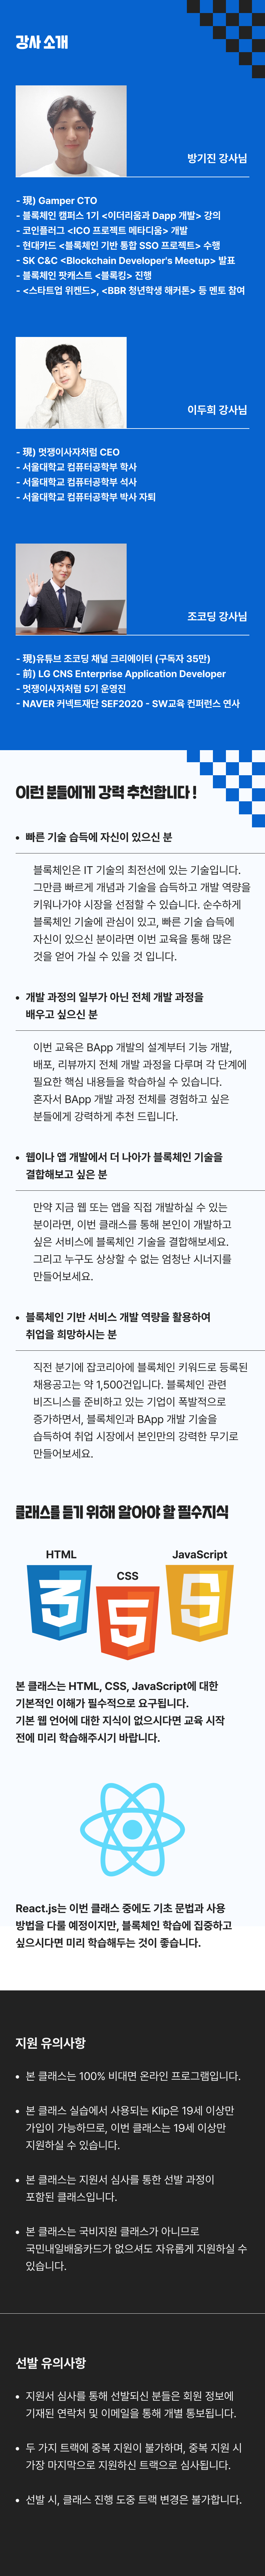 강사 소개
방기진 강사님
- 現) Gamper CTO
- 블록체인 캠퍼스 1기 <이더리움과 Dapp 개발> 강의
- 코인플러그 <ICO 프로젝트 메타디움> 개발
- 현대카드 <블록체인 기반 통합 SSO 프로젝트> 수행
- SK C&C <Blockchain Developer's Meetup> 발표
- 블록체인 팟캐스트 <블록킹> 진행
- <스타트업 위켄드>, <BBR 청년학생 해커톤> 등 멘토 참여
이두희 강사님
- 現) 멋쟁이사자처럼 CEO
- 서울대학교 컴퓨터공학부 학사
- 서울대학교 컴퓨터공학부 석사
- 서울대학교 컴퓨터공학부 박사 자퇴
조코딩 강사님
- 現)유튜브 조코딩 채널 크리에이터 (구독자 35만)
- 前) LG CNS Enterprise Application Developer
- 멋쟁이사자처럼 5기 운영진
- NAVER 커넥트재단 SEF2020 - SW교육 컨퍼런스 연사
이런 분들에게 강력 추천합니다!
• 빠른 기술 습득에 자신이 있으신 분
블록체인은 IT 기술의 최전선에 있는 기술입니다.
그만큼 빠르게 개념과 기술을 습득하고 개발 역량을
키워나가야 시장을 선점할 수 있습니다. 순수하게
블록체인 기술에 관심이 있고, 빠른 기술 습득에
자신이 있으신 분이라면 이번 교육을 통해 많은
것을 얻어 가실 수 있을 것 입니다.
• 개발 과정의 일부가 아닌 전체 개발 과정을
배우고 싶으신 분
이번 교육은 BApp 개발의 설계부터 기능 개발,
배포, 리뷰까지 전체 개발 과정을 다루며 각 단계에
필요한 핵심 내용들을 학습하실 수 있습니다.
혼자서 BApp 개발 과정 전체를 경험하고 싶은
분들에게 강력하게 추천 드립니다.
• 웹이나 앱 개발에서 더 나아가 블록체인 기술을
결합해보고 싶은 분
만약 지금 웹 또는 앱을 직접 개발하실 수 있는
분이라면, 이번 클래스를 통해 본인이 개발하고
싶은 서비스에 블록체인 기술을 결합해보세요.
그리고 누구도 상상할 수 없는 엄청난 시너지를
만들어보세요.
• 블록체인 기반 서비스 개발 역량을 활용하여
취업을 희망하시는 분
직전 분기에 잡코리아에 블록체인 키워드로 등록된
채용공고는 약 1,500건입니다. 블록체인 관련
비즈니스를 준비하고 있는 기업이 폭발적으로
증가하면서, 블록체인과 BApp 개발 기술을
습득하여 취업 시장에서 본인만의 강력한 무기로
만들어보세요.
클래스를 듣기 위해 알아야 할 필수지식
HTML
CSS
JavaScript
3
5
5
본 클래스는 HTML, CSS, JavaScript에 대한
기본적인 이해가 필수적으로 요구됩니다.
기본 웹 언어에 대한 지식이 없으시다면 교육 시작
전에 미리 학습해주시기 바랍니다.
React.js는 이번 클래스 중에도 기초 문법과 사용
방법을 다룰 예정이지만, 블록체인 학습에 집중하고
싶으시다면 미리 학습해두는 것이 좋습니다.
지원 유의사항
• 본 클래스는 100% 비대면 온라인 프로그램입니다.
• 본 클래스 실습에서 사용되는 Klip은 19세 이상만
가입이 가능하므로, 이번 클래스는 19세 이상만
지원하실 수 있습니다.
• 본 클래스는 지원서 심사를 통한 선발 과정이
포함된 클래스입니다.
• 본 클래스는 국비지원 클래스가 아니므로
국민내일배움카드가 없으셔도 자유롭게 지원하실 수
있습니다.
선발 유의사항
• 지원서 심사를 통해 선발되신 분들은 회원 정보에
기재된 연락처 및 이메일을 통해 개별 통보됩니다.
• 두 가지 트랙에 중복 지원이 불가하며, 중복 지원 시
가장 마지막으로 지원하신 트랙으로 심사됩니다.
• 선발 시, 클래스 진행 도중 트랙 변경은 불가합니다.